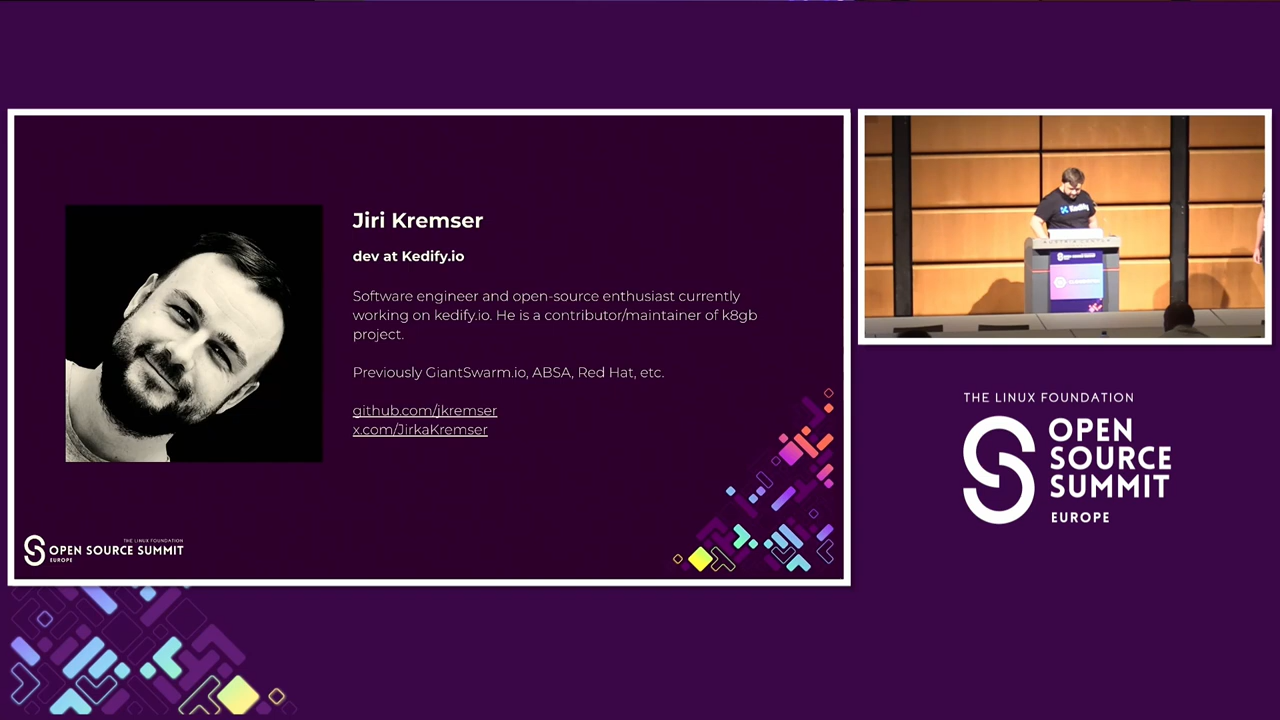 Jiri Kremser
dev at Kedify.io
Software engineer and open-source enthusiast currently
working on kedify.io. He is a contributor/maintainer of k8gb
project.
Previously GiantSwarm.io, ABSA, Red Hat, etc.
github.com/jkremser
x.com/JirkaKremser
THE LINUX FOUNDATION
OPEN SOURCE SUMMIT
EUROPE
Kedify
THE LINUX FOUNDATION
OPEN
SOURCE
SUMMIT
EUROPE